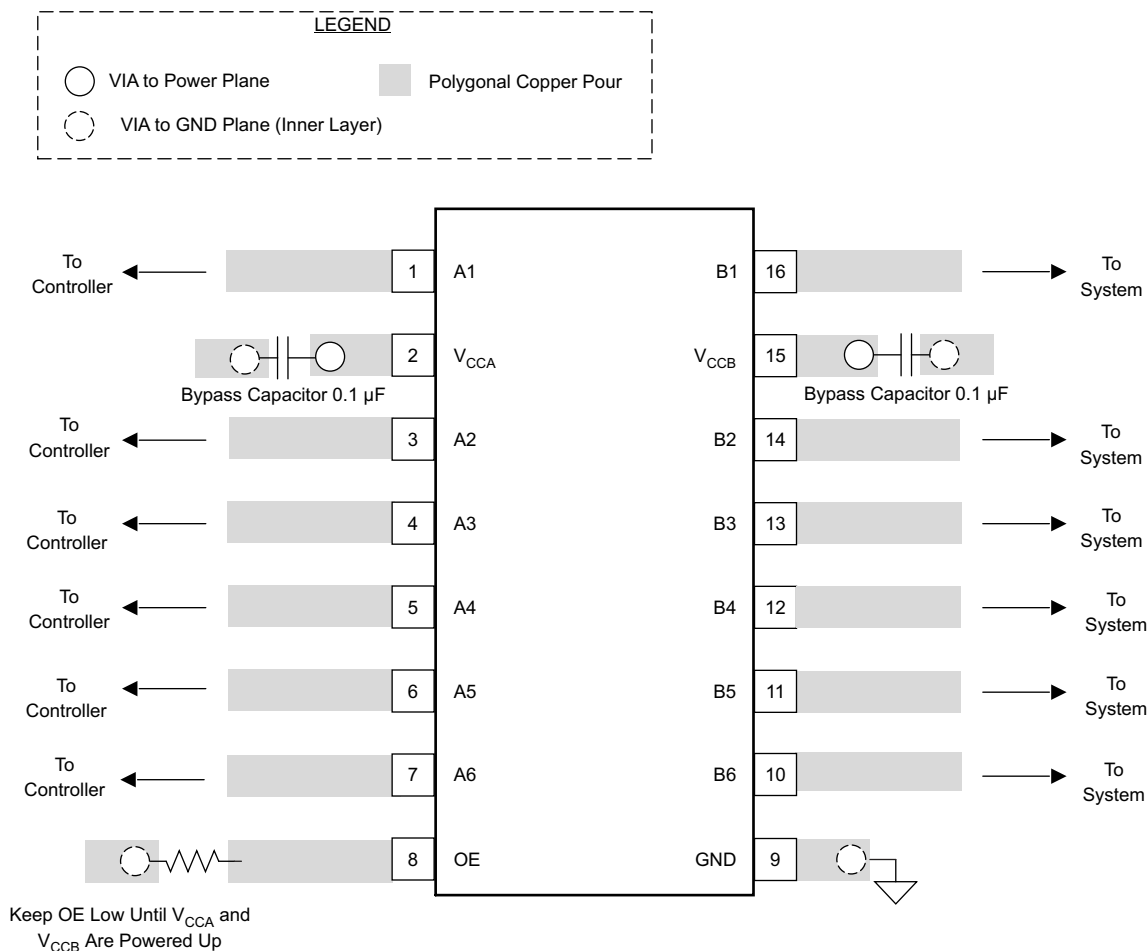 LEGEND
VIA to Power Plane
Polygonal Copper Pour
VIA to GND Plane (Inner Layer)
To
Controller
1
A1
B1
16
To
System
2
VCCA
VCCB
15
Bypass Capacitor 0.1 µF
Bypass Capacitor 0.1 µF
To
Controller
3
A2
B2
14
To
System
To
Controller
4
A3
B3
13
To
System
To
Controller
5
A4
B4
12
To
System
To
Controller
6
A5
B5
11
To
System
To
Controller
7
A6
B6
10
To
System
8
OE
GND
9
Keep OE Low Until VCCA and
VCCB Are Powered Up